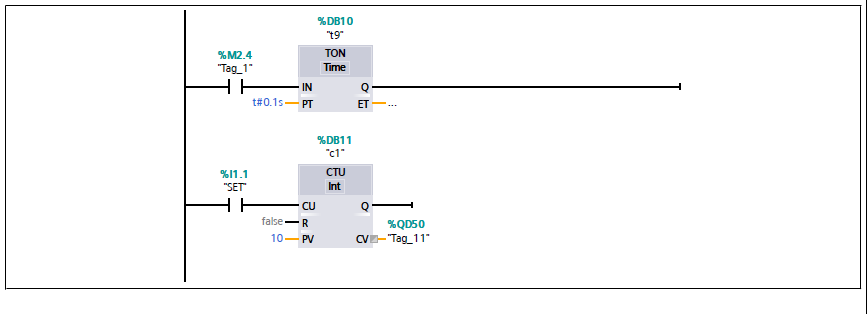 %DB10
"t9"
%M2.4
"Tag_1"
TON
Time
IN
Q
t#0.1s
PT
ET
...
%DB11
"c1"
%I1.1
"SET"
CTU
Int
CU
Q
false
R
%QD50
10
PV
CV
"Tag_11"